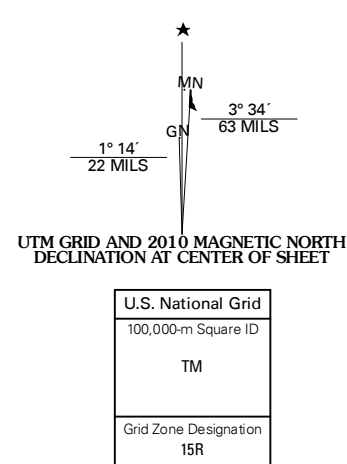 MN
GN
3° 34´
63 MILS
1° 14´
22 MILS
UTM GRID AND 2010 MAGNETIC NORTH
DECLINATION AT CENTER OF SHEET
U.S. National Grid
100,000-m Square ID
TM
Grid Zone Designation
15R